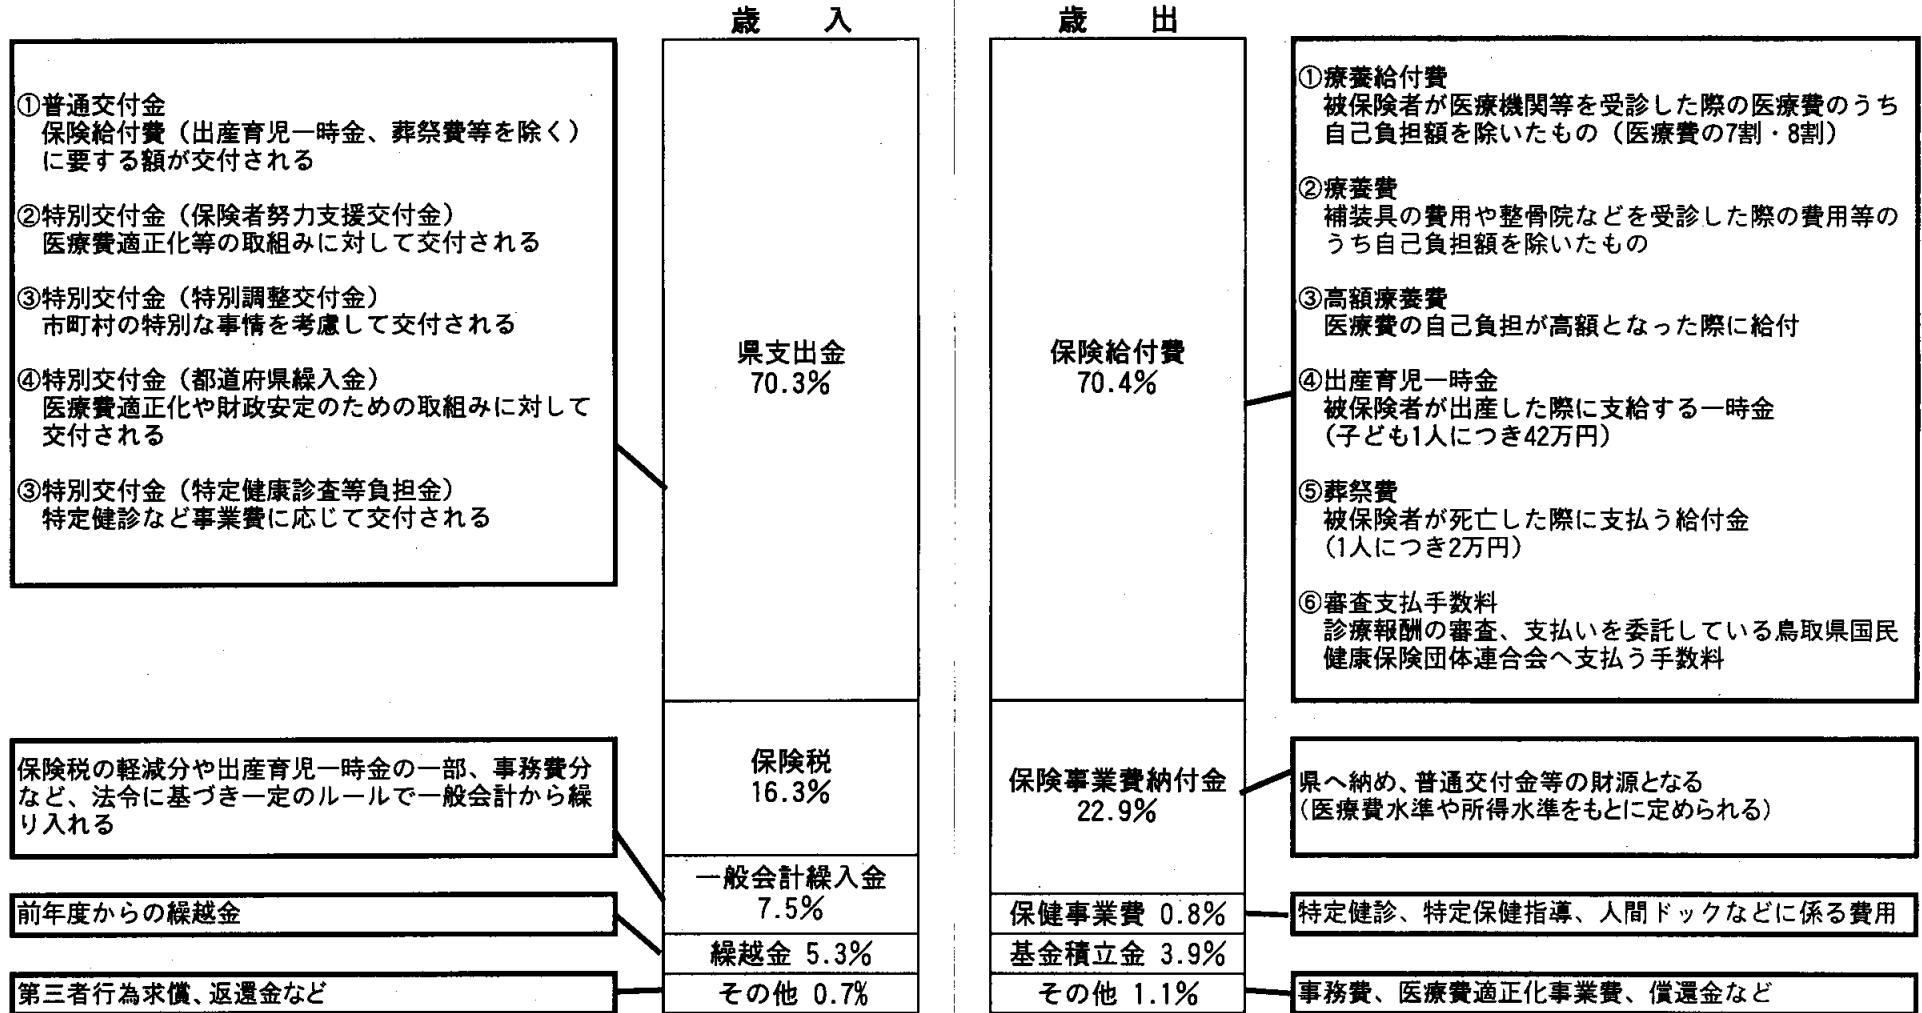 歳　入
①普通交付金
保険給付費（出産育児一時金、葬祭費等を除く）
に要する額が交付される
②特別交付金（保険者努力支援交付金）
医療費適正化等の取組みに対して交付される
③特別交付金（特別調整交付金）
市町村の特別な事情を考慮して交付される
④特別交付金（都道府県繰入金）
医療費適正化や財政安定のための取組みに対して
交付される
③特別交付金（特定健康診査等負担金）
特定健診など事業費に応じて交付される
県支出金
70.3%
保険税
16.3%
保険税の軽減分や出産育児一時金の一部、事務費分
など、法令に基づき一定のルールで一般会計から繰
り入れる
一般会計繰入金
7.5%
前年度からの繰越金
繰越金 5.3%
第三者行為求償、返還金など
その他 0.7%
歳　出
保険給付費
70.4%
①療養給付費
被保険者が医療機関等を受診した際の医療費のうち
自己負担額を除いたもの（医療費の7割・8割）
②療養費
補装具の費用や整骨院などを受診した際の費用等の
うち自己負担額を除いたもの
③高額療養費
医療費の自己負担が高額となった際に給付
④出産育児一時金
被保険者が出産した際に支給する一時金
（子ども1人につき42万円）
⑤葬祭費
被保険者が死亡した際に支払う給付金
（1人につき2万円）
⑥審査支払手数料
診療報酬の審査、支払いを委託している鳥取県国民
健康保険団体連合会へ支払う手数料
保険事業費納付金
22.9%
県へ納め、普通交付金等の財源となる
（医療費水準や所得水準をもとに定められる）
保健事業費 0.8%
特定健診、特定保健指導、人間ドックなどに係る費用
基金積立金 3.9%
その他 1.1%
事務費、医療費適正化事業費、償還金など